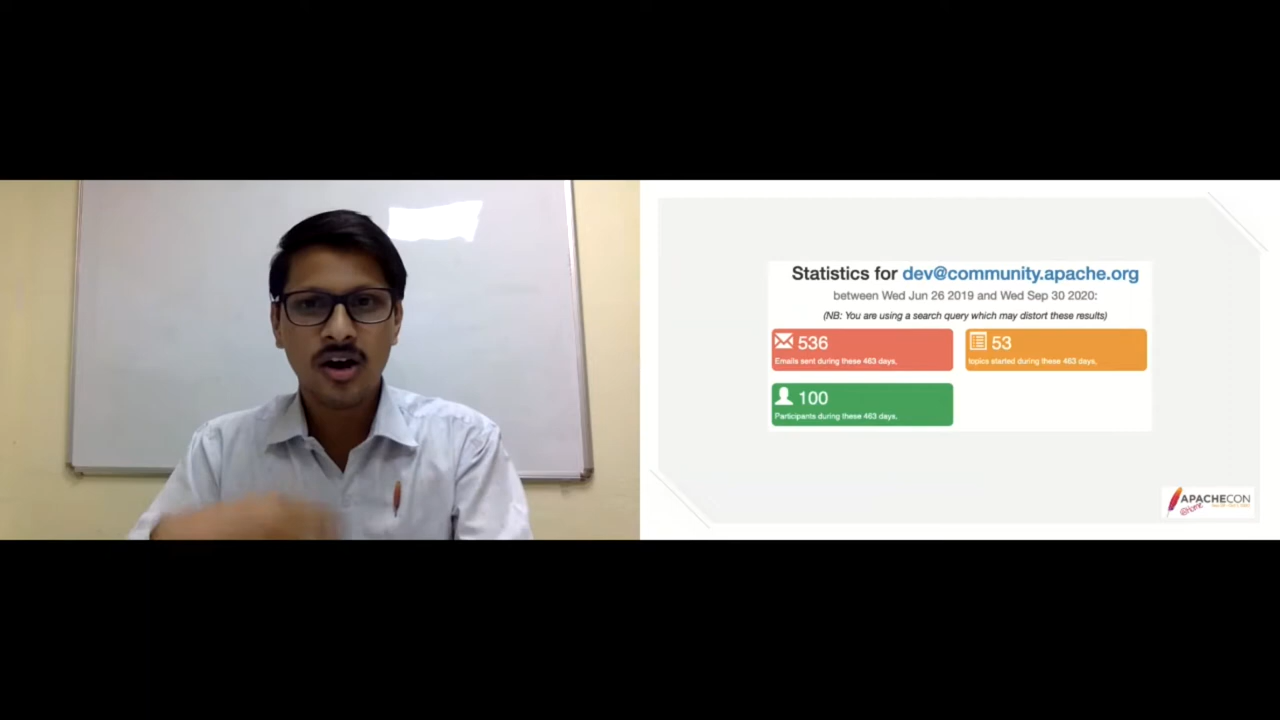 Statistics for dev@community.apache.org
between Wed Jun 26 2019 and Wed Sep 30 2020:
(NB: You are using a search query which may distort these results)
536
Emails sent during these 463 days,
53
topics started during these 463 days,
100
Participants during these 463 days,
APACHECON
@Home